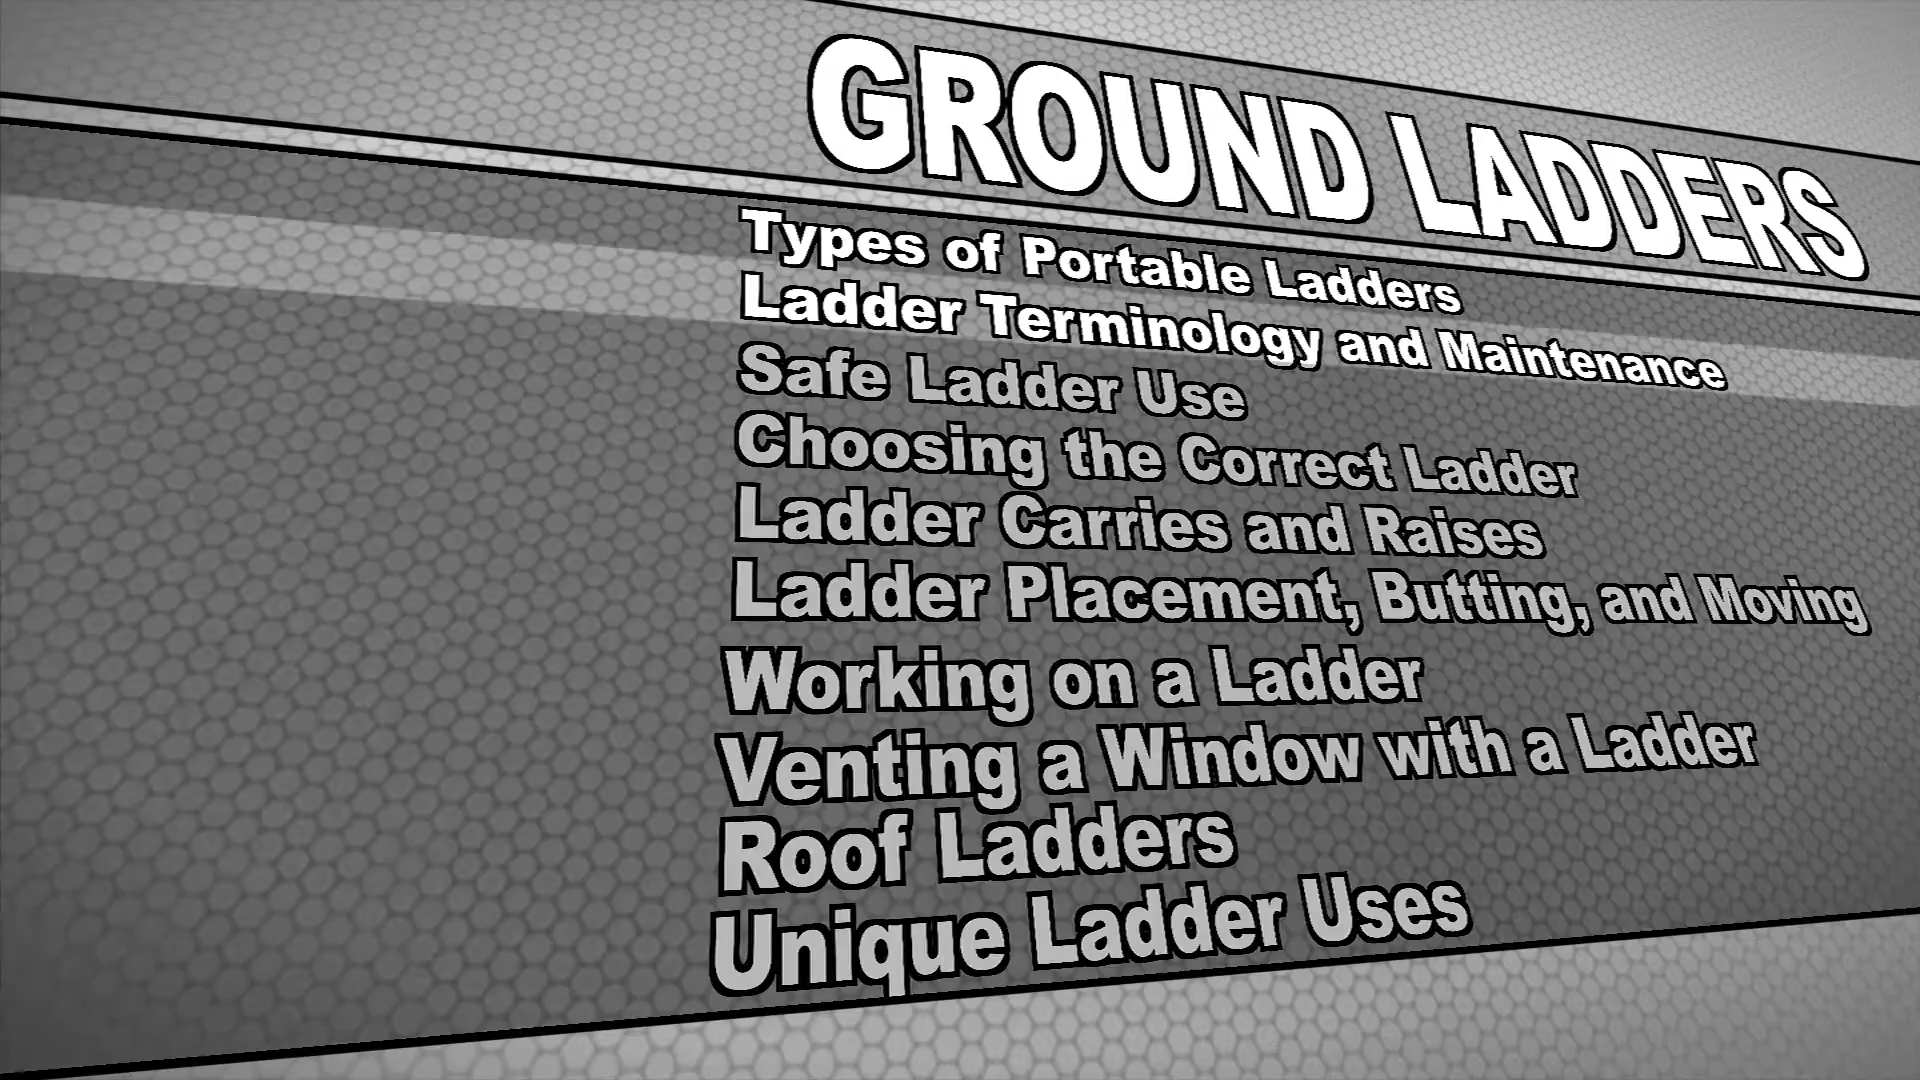 GROUND LADDERS
Types of Portable Ladders
Ladder Terminology and Maintenance
Safe Ladder Use
Choosing the Correct Ladder
Ladder Carries and Raises
Ladder Placement, Butting, and Moving
Working on a Ladder
Venting a Window with a Ladder
Roof Ladders
Unique Ladder Uses